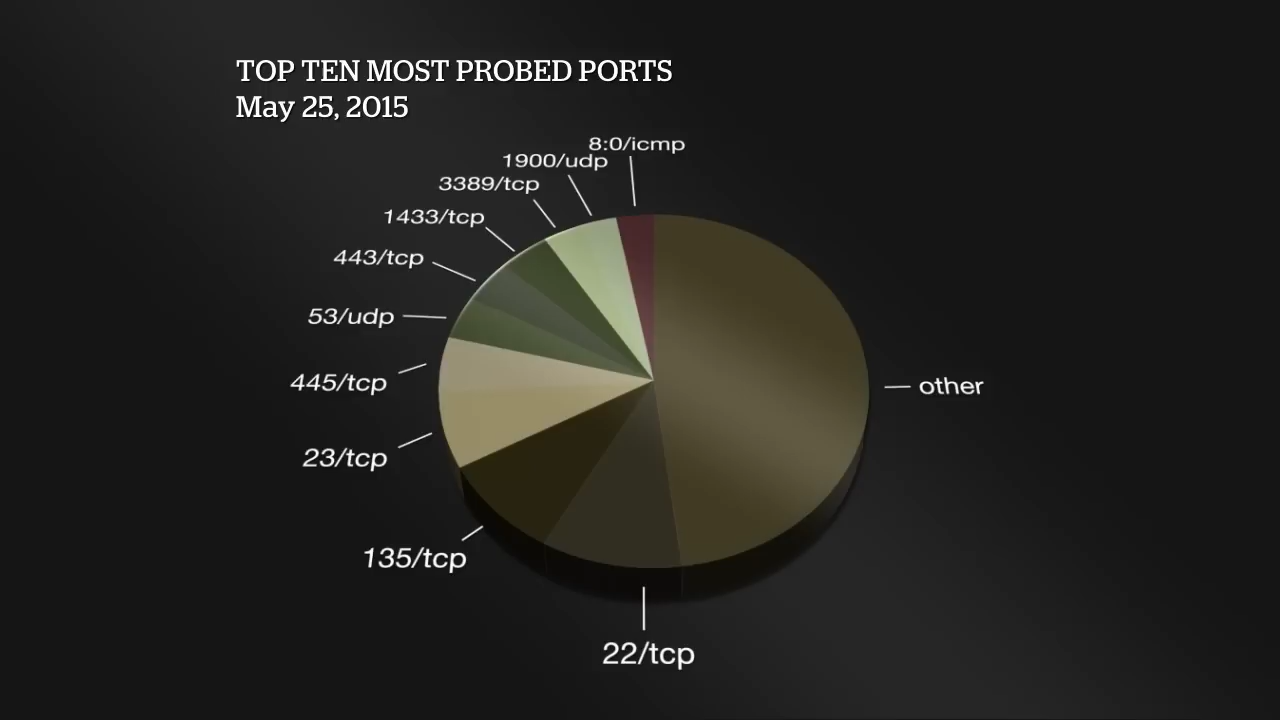 TOP TEN MOST PROBED PORTS
May 25, 2015
8:0/icmp
1900/udp
3389/tcp
1433/tcp
443/tcp
53/udp
445/tcp
other
23/tcp
135/tcp
22/tcp